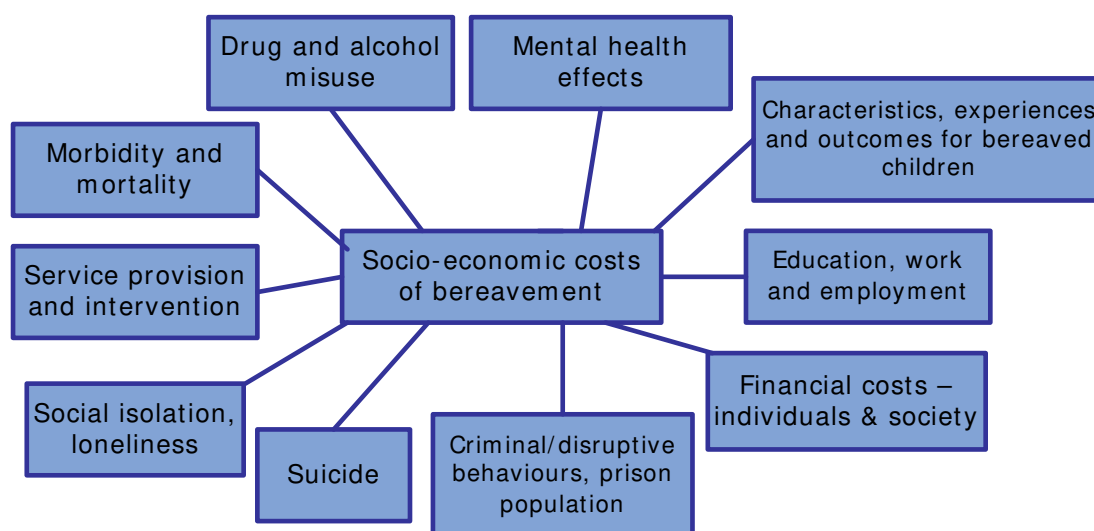 Drug and alcohol
misuse
Mental health
effects
Characteristics, experiences
and outcomes for bereaved
children
Morbidity and
mortality
Socio-economic costs
of bereavement
Education, work
and employment
Service provision
and intervention
Financial costs –
individuals & society
Social isolation,
loneliness
Suicide
Criminal/disruptive
behaviours, prison
population